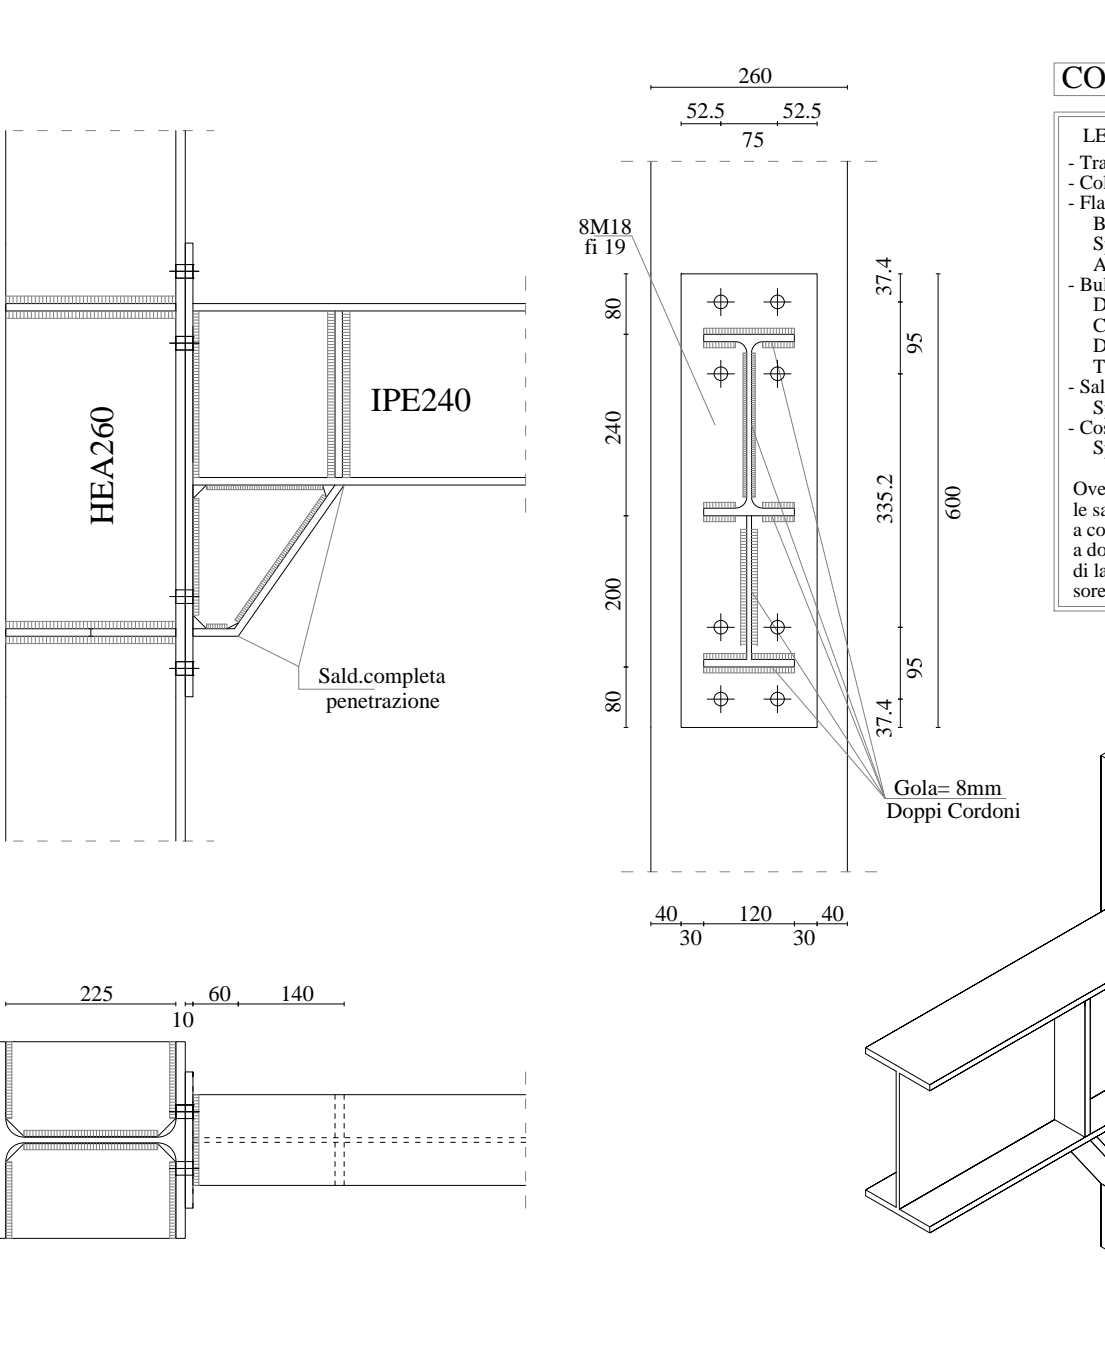 HEA260
IPE240
Sald.completa
penetrazione
260
52.5
52.5
75
8M18
fi 19
80
240
200
80
37.4
95
335.2
600
95
37.4
Gola= 8mm
Doppi Cordoni
40
120
40
30
30
225
60
140
10
CO
LE
- Tra
- Col
- Fla
B
S
A
- Bul
D
C
D
T
- Sal
S
- Cos
S
Ove
le sa
a co
a do
di la
sore